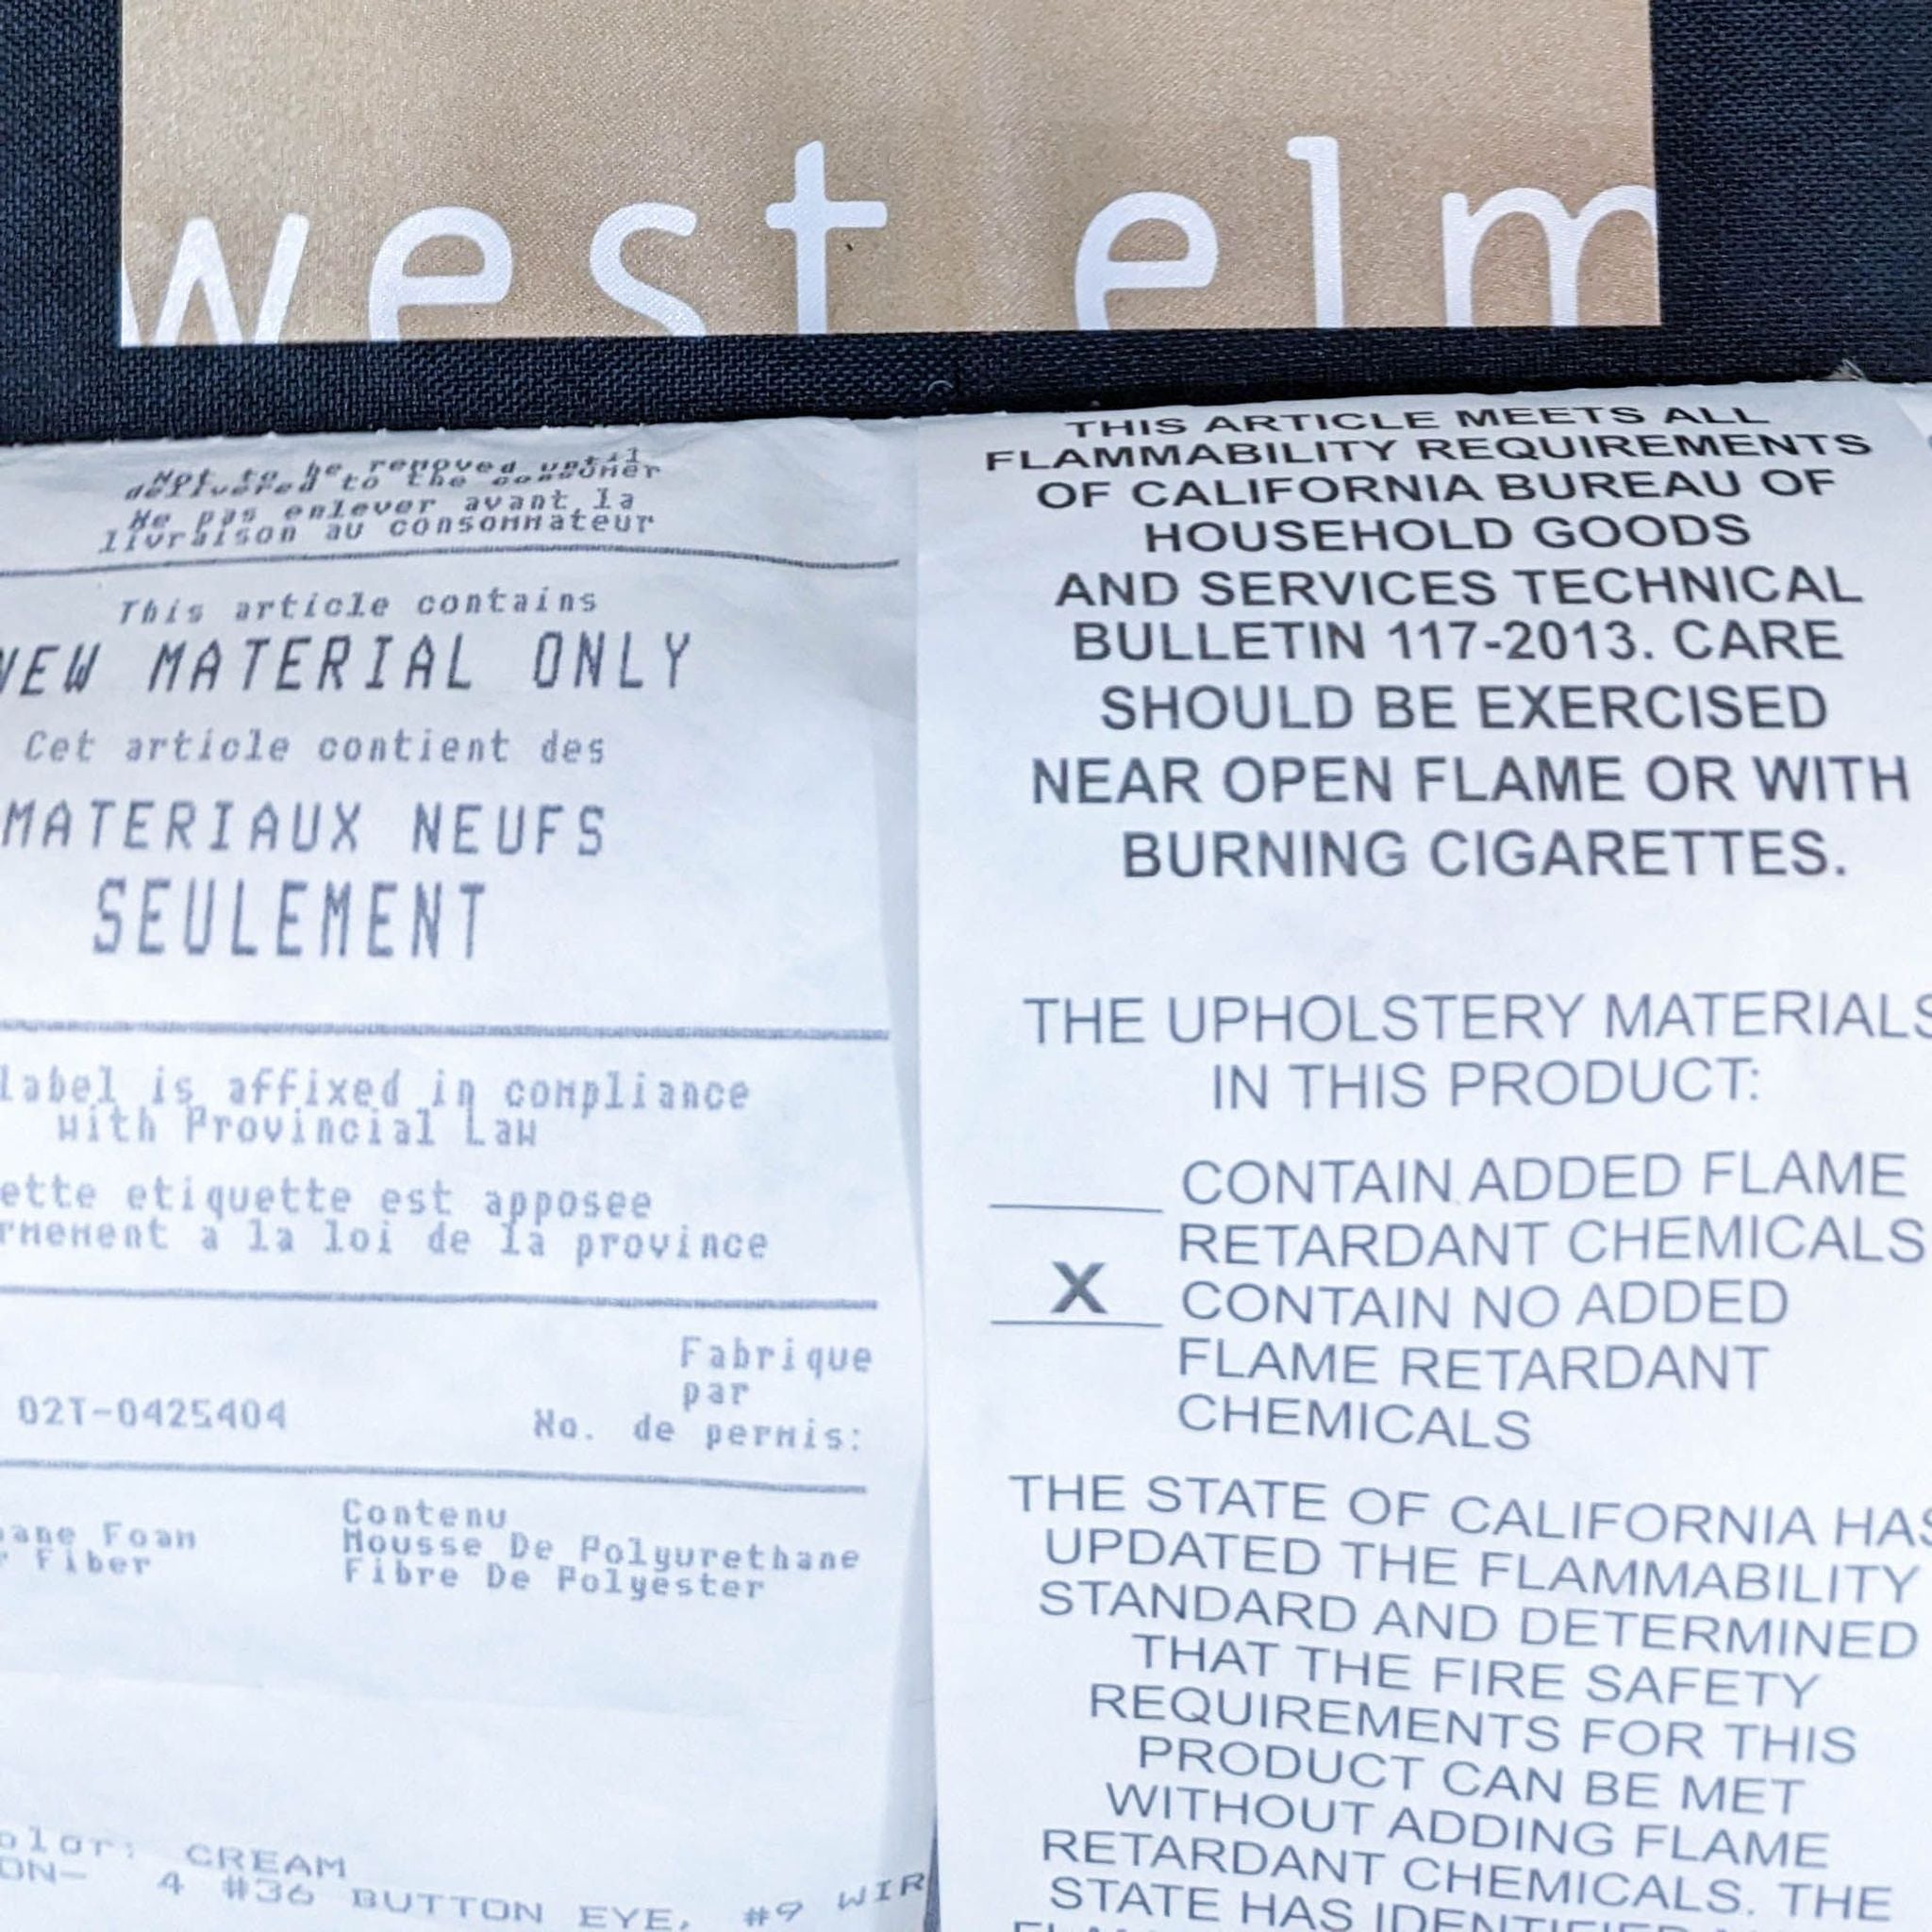 west elm
Not to be removed until
delivered to the consumer
Ne pas enlever avant la
livraison au consommateur
This article contains
NEW MATERIAL ONLY
Cet article contient des
MATERIAUX NEUFS
SEULEMENT
label is affixed in compliance
with Provincial Law
ette etiquette est apposee
rmement a la loi de la province
Fabrique
par
02T-0425404 No. de permis:
Contenu
ane Foam Mousse De Polyurethane
r Fiber Fibre De Polyester
olor: CREAM
ON- 4 #36 BUTTON EYE, #9 WIR
THIS ARTICLE MEETS ALL
FLAMMABILITY REQUIREMENTS
OF CALIFORNIA BUREAU OF
HOUSEHOLD GOODS
AND SERVICES TECHNICAL
BULLETIN 117-2013. CARE
SHOULD BE EXERCISED
NEAR OPEN FLAME OR WITH
BURNING CIGARETTES.
THE UPHOLSTERY MATERIALS
IN THIS PRODUCT:
CONTAIN ADDED FLAME
RETARDANT CHEMICALS
X CONTAIN NO ADDED
FLAME RETARDANT
CHEMICALS
THE STATE OF CALIFORNIA HAS
UPDATED THE FLAMMABILITY
STANDARD AND DETERMINED
THAT THE FIRE SAFETY
REQUIREMENTS FOR THIS
PRODUCT CAN BE MET
WITHOUT ADDING FLAME
RETARDANT CHEMICALS. THE
STATE HAS IDENTIFIED